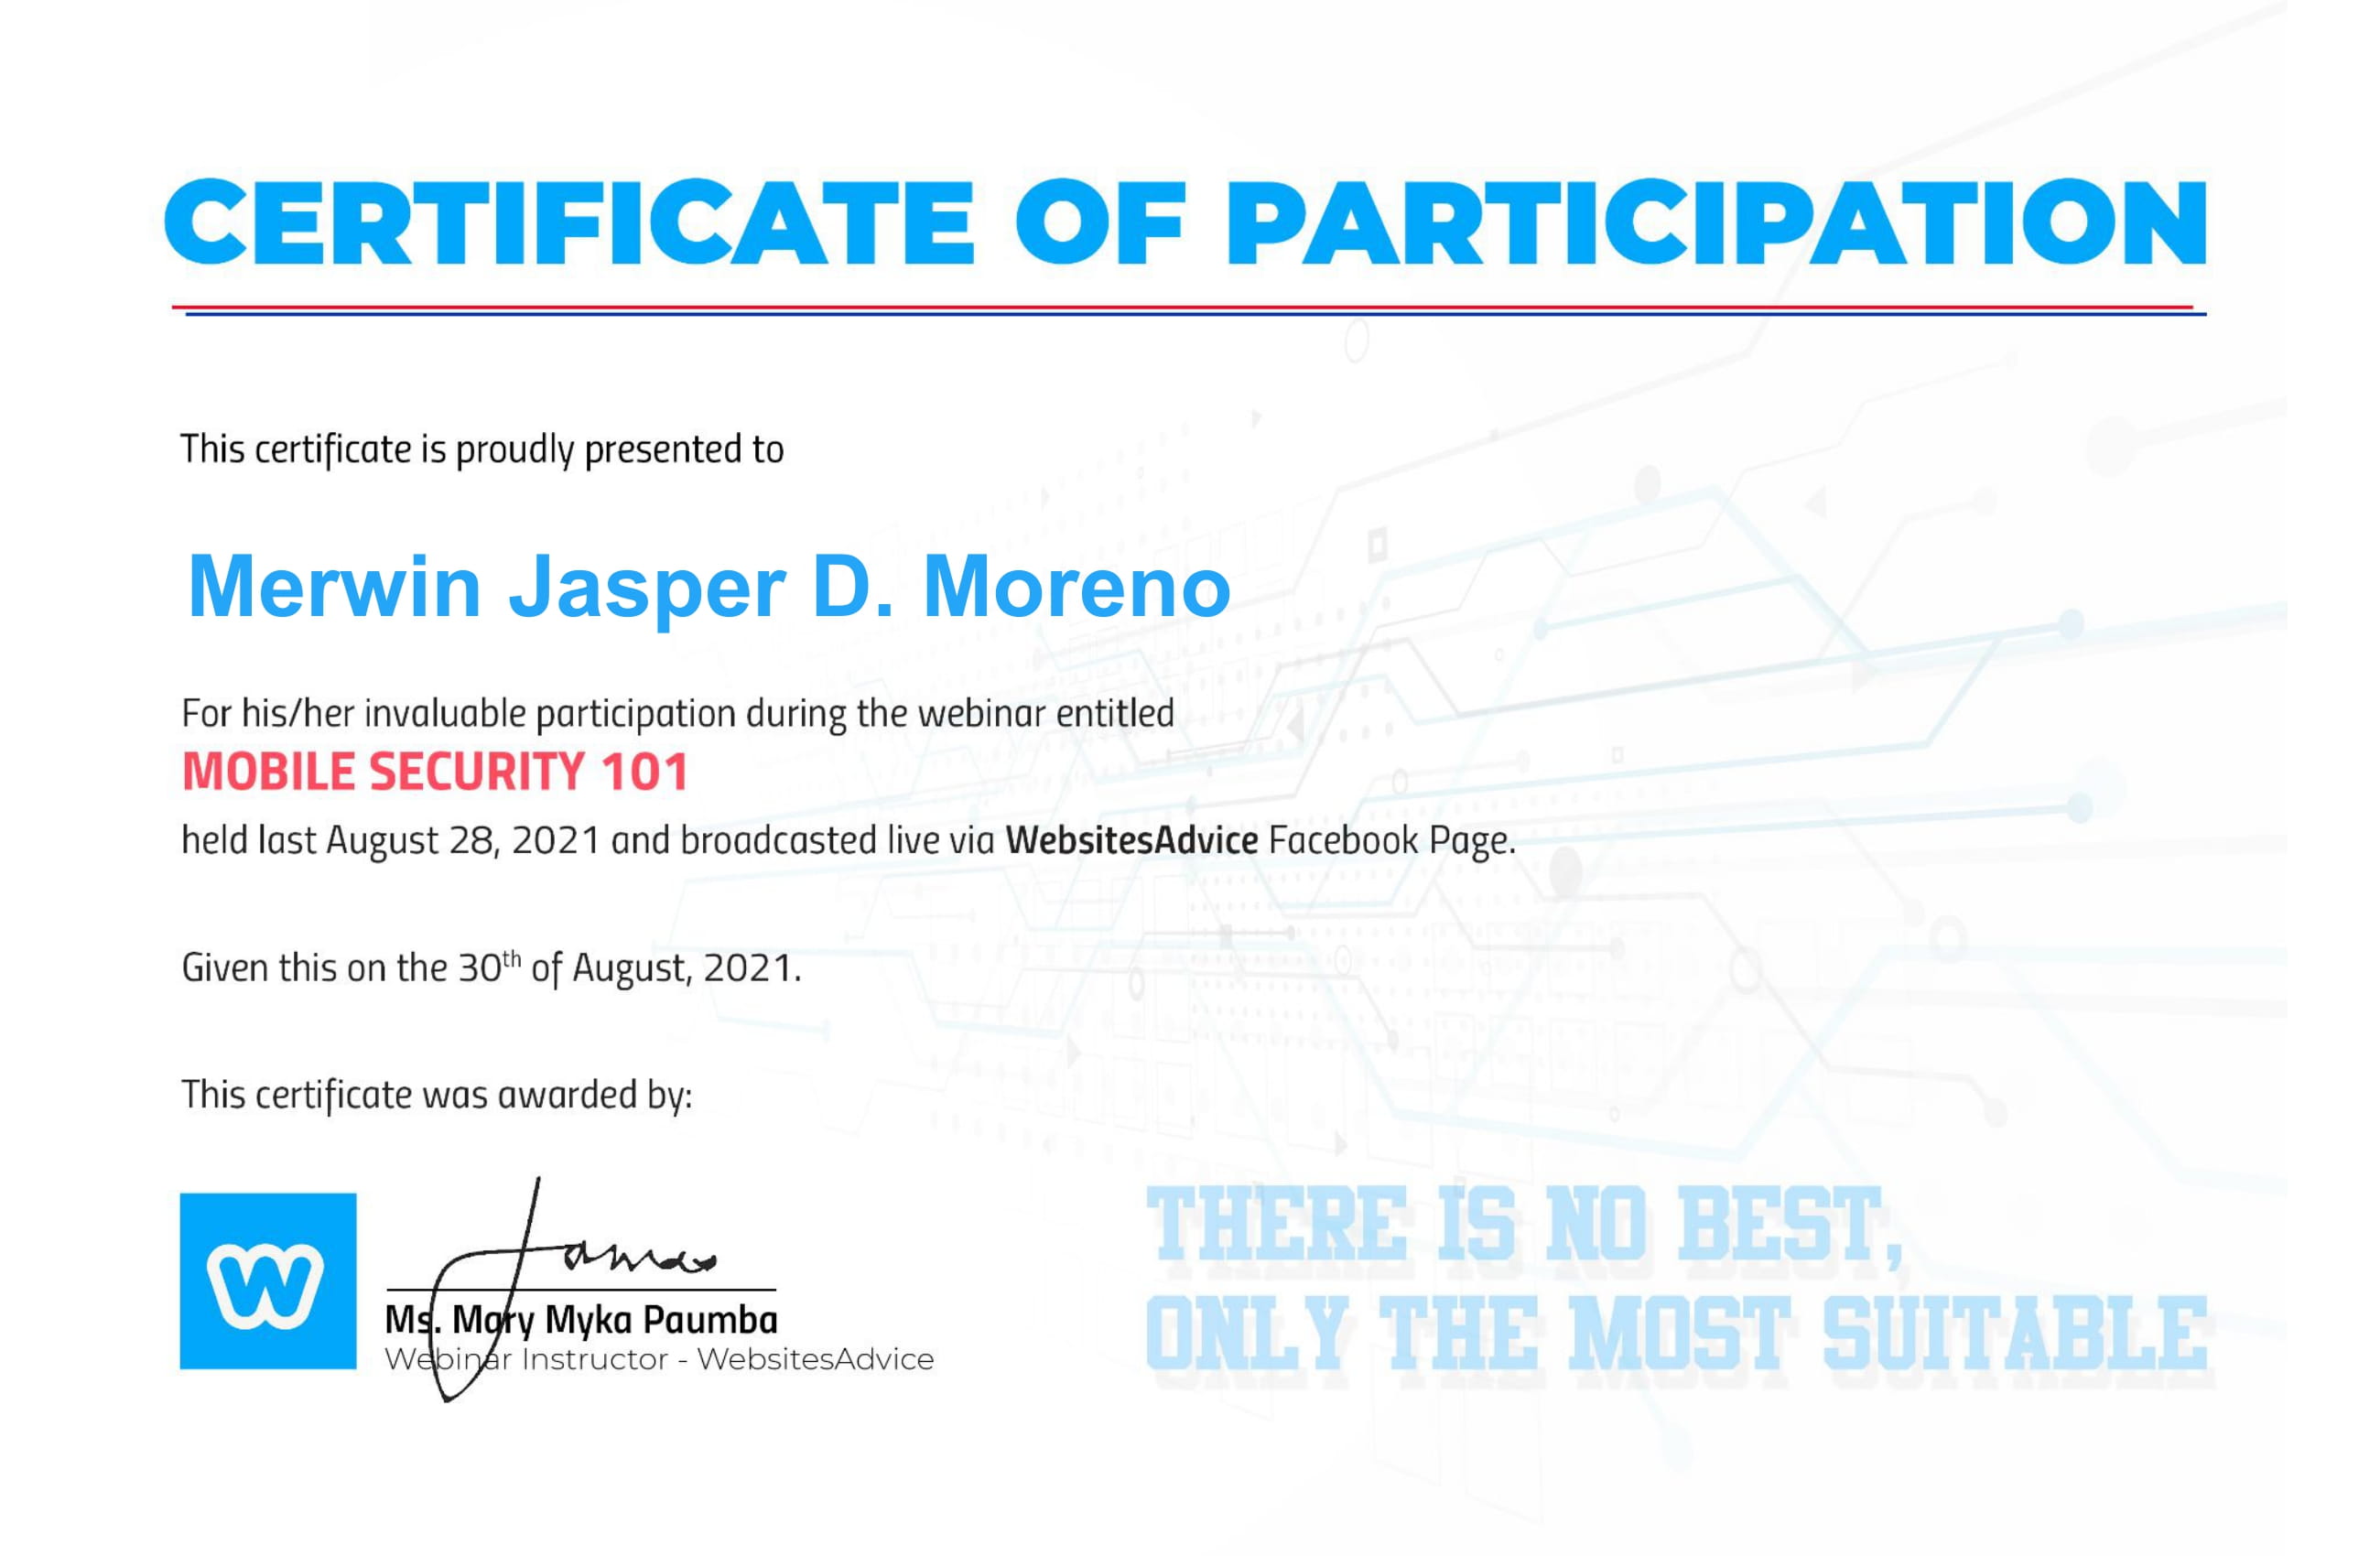 CERTIFICATE OF PARTICIPATION
This certificate is proudly presented to
Merwin Jasper D. Moreno
For his/her invaluable participation during the webinar entitled
MOBILE SECURITY 101
held last August 28, 2021 and broadcasted live via WebsitesAdvice Facebook Page.
Given this on the 30th of August, 2021.
This certificate was awarded by:
W
Ms. Mary Myka Paumba
Webinar Instructor - WebsitesAdvice
THERE IS NO BEST,
ONLY THE MOST SUITABLE